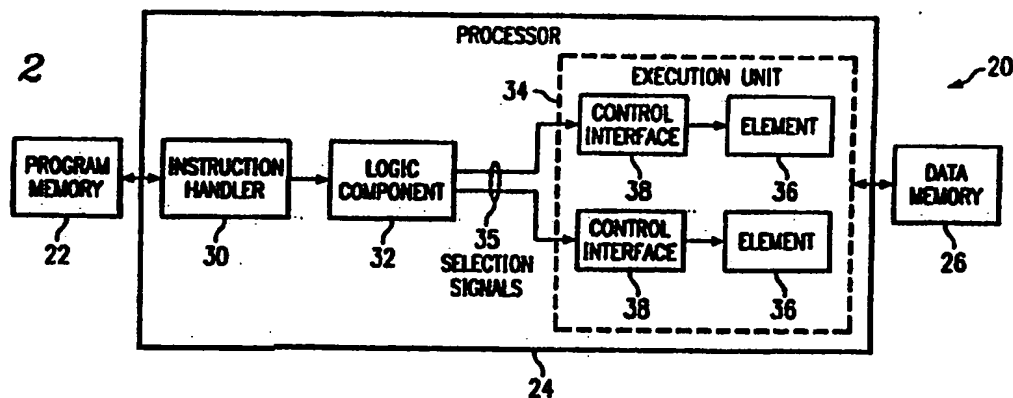 2
PROCESSOR
20
34
EXECUTION UNIT
CONTROL
INTERFACE
38
ELEMENT
36
PROGRAM
MEMORY
22
INSTRUCTION
HANDLER
30
LOGIC
COMPONENT
32
35
SELECTION
SIGNALS
CONTROL
INTERFACE
38
ELEMENT
36
DATA
MEMORY
26
24